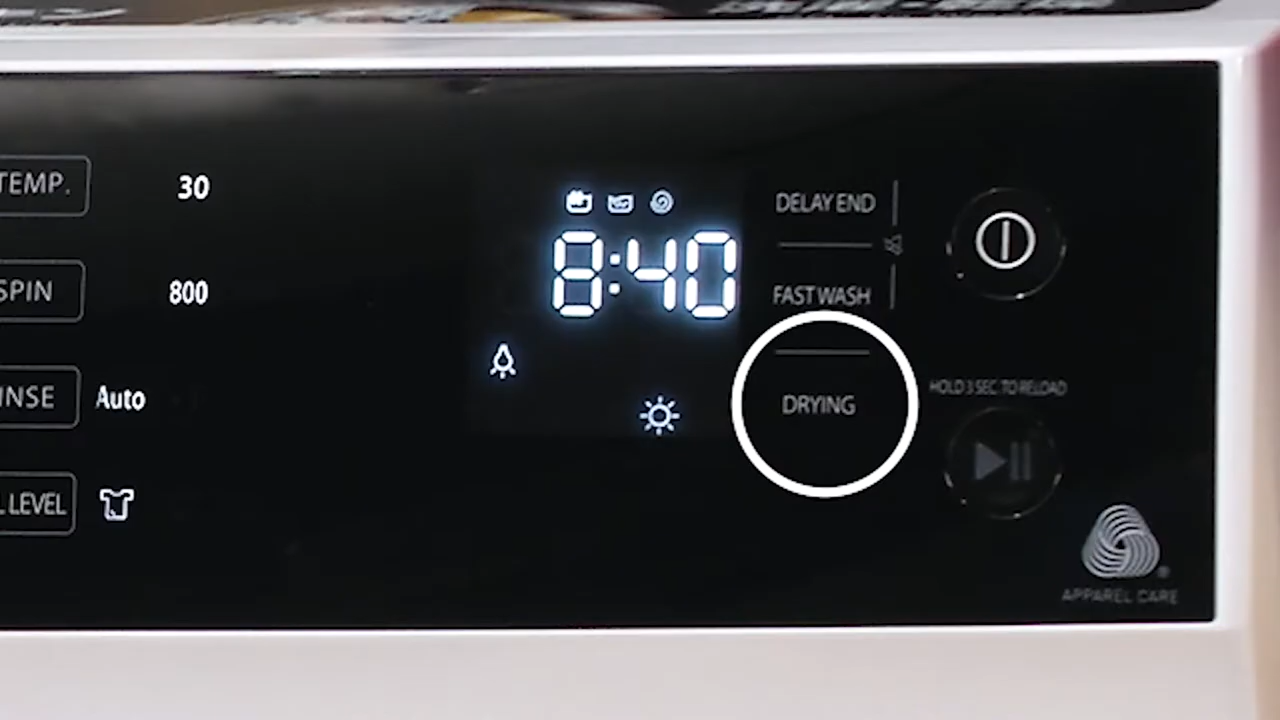 TEMP.
30
SPIN
800
INSE
Auto
LEVEL
8:40
DELAY END
FAST WASH
DRYING
HOLD 3 SEC. TO RELOAD
APPAREL CARE